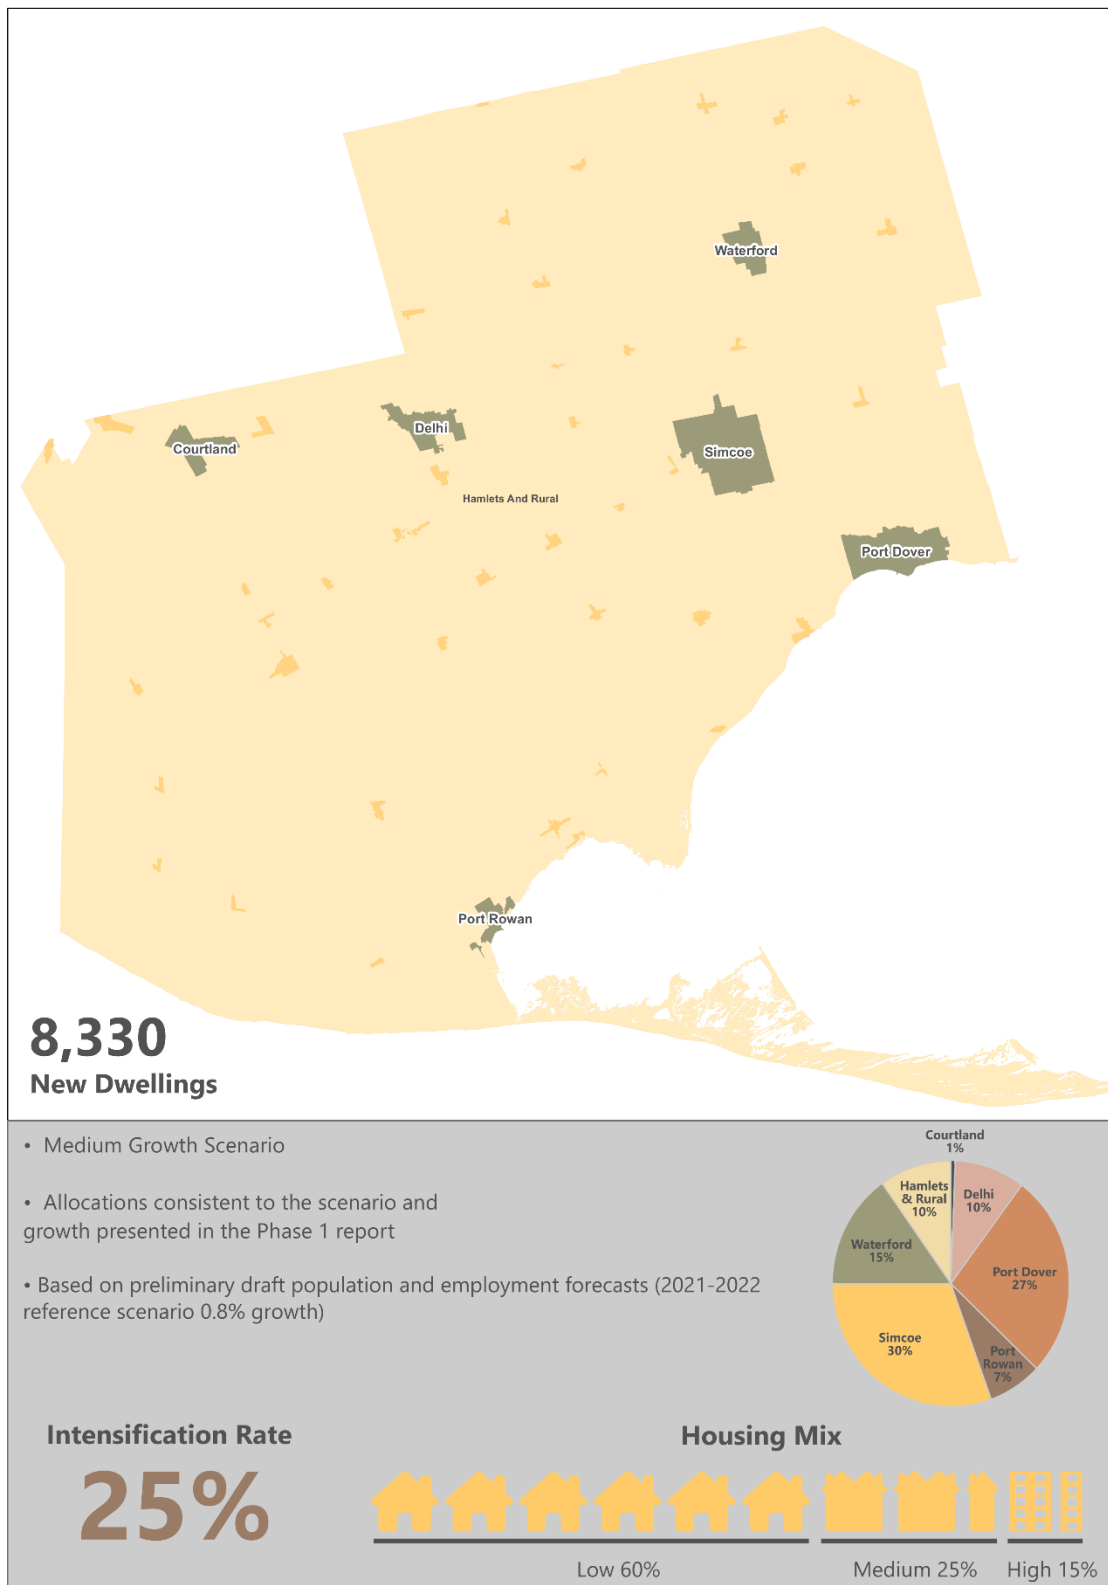 Waterford
Courtland
Delhi
Simcoe
Hamlets And Rural
Port Dover
Port Rowan
8,330
New Dwellings
• Medium Growth Scenario
• Allocations consistent to the scenario and
growth presented in the Phase 1 report
• Based on preliminary draft population and employment forecasts (2021-2022
reference scenario 0.8% growth)
Courtland
1%
Delhi
10%
Port Dover
27%
Port
Rowan
7%
Simcoe
30%
Waterford
15%
Hamlets
& Rural
10%
Intensification Rate
25%
Housing Mix
Low 60%
Medium 25%
High 15%